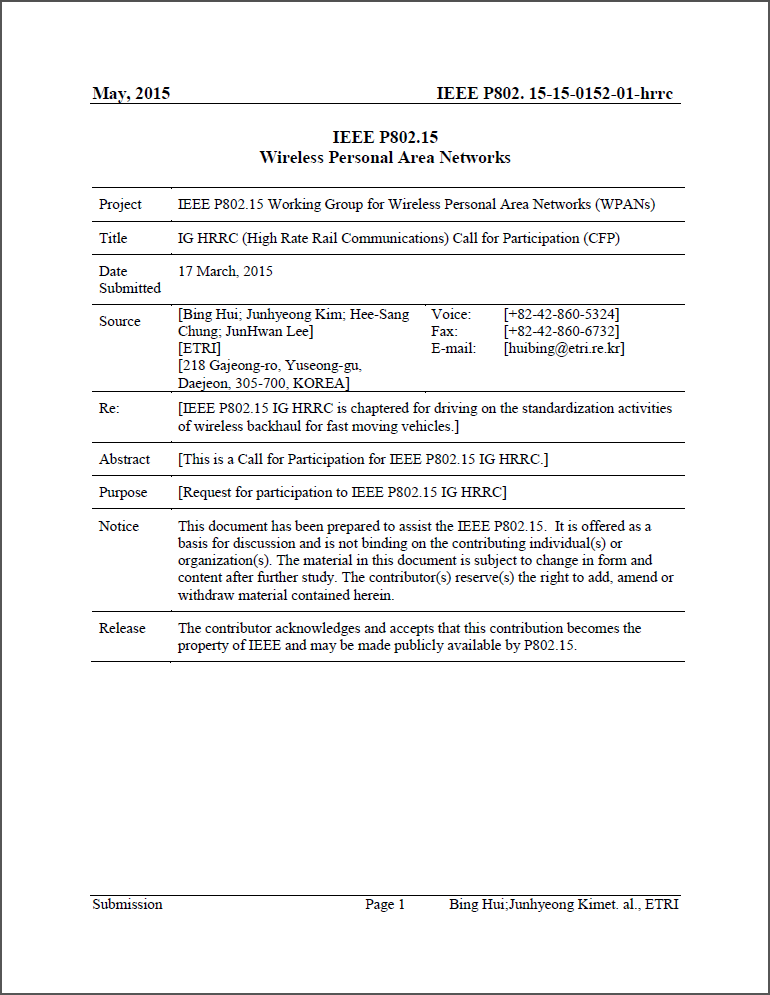 May, 2015 IEEE P802. 15-15-0152-01-hrrc
IEEE P802.15
Wireless Personal Area Networks
Project IEEE P802.15 Working Group for Wireless Personal Area Networks (WPANs)
Title IG HRRC (High Rate Rail Communications) Call for Participation (CFP)
Date Submitted 17 March, 2015
Source [Bing Hui; Junhyeong Kim; Hee-Sang
Chung; JunHwan Lee]
[ETRI]
[218 Gajeong-ro, Yuseong-gu,
Daejeon, 305-700, KOREA]
Voice: [+82-42-860-5324]
Fax: [+82-42-860-6732]
E-mail: [huibing@etri.re.kr]
Re: [IEEE P802.15 IG HRRC is chaptered for driving on the standardization activities
of wireless backhaul for fast moving vehicles.]
Abstract [This is a Call for Participation for IEEE P802.15 IG HRRC.]
Purpose [Request for participation to IEEE P802.15 IG HRRC]
Notice This document has been prepared to assist the IEEE P802.15. It is offered as a
basis for discussion and is not binding on the contributing individual(s) or
organization(s). The material in this document is subject to change in form and
content after further study. The contributor(s) reserve(s) the right to add, amend or
withdraw material contained herein.
Release The contributor acknowledges and accepts that this contribution becomes the
property of IEEE and may be made publicly available by P802.15.
Submission Page 1 Bing Hui;Junhyeong Kimet. al., ETRI